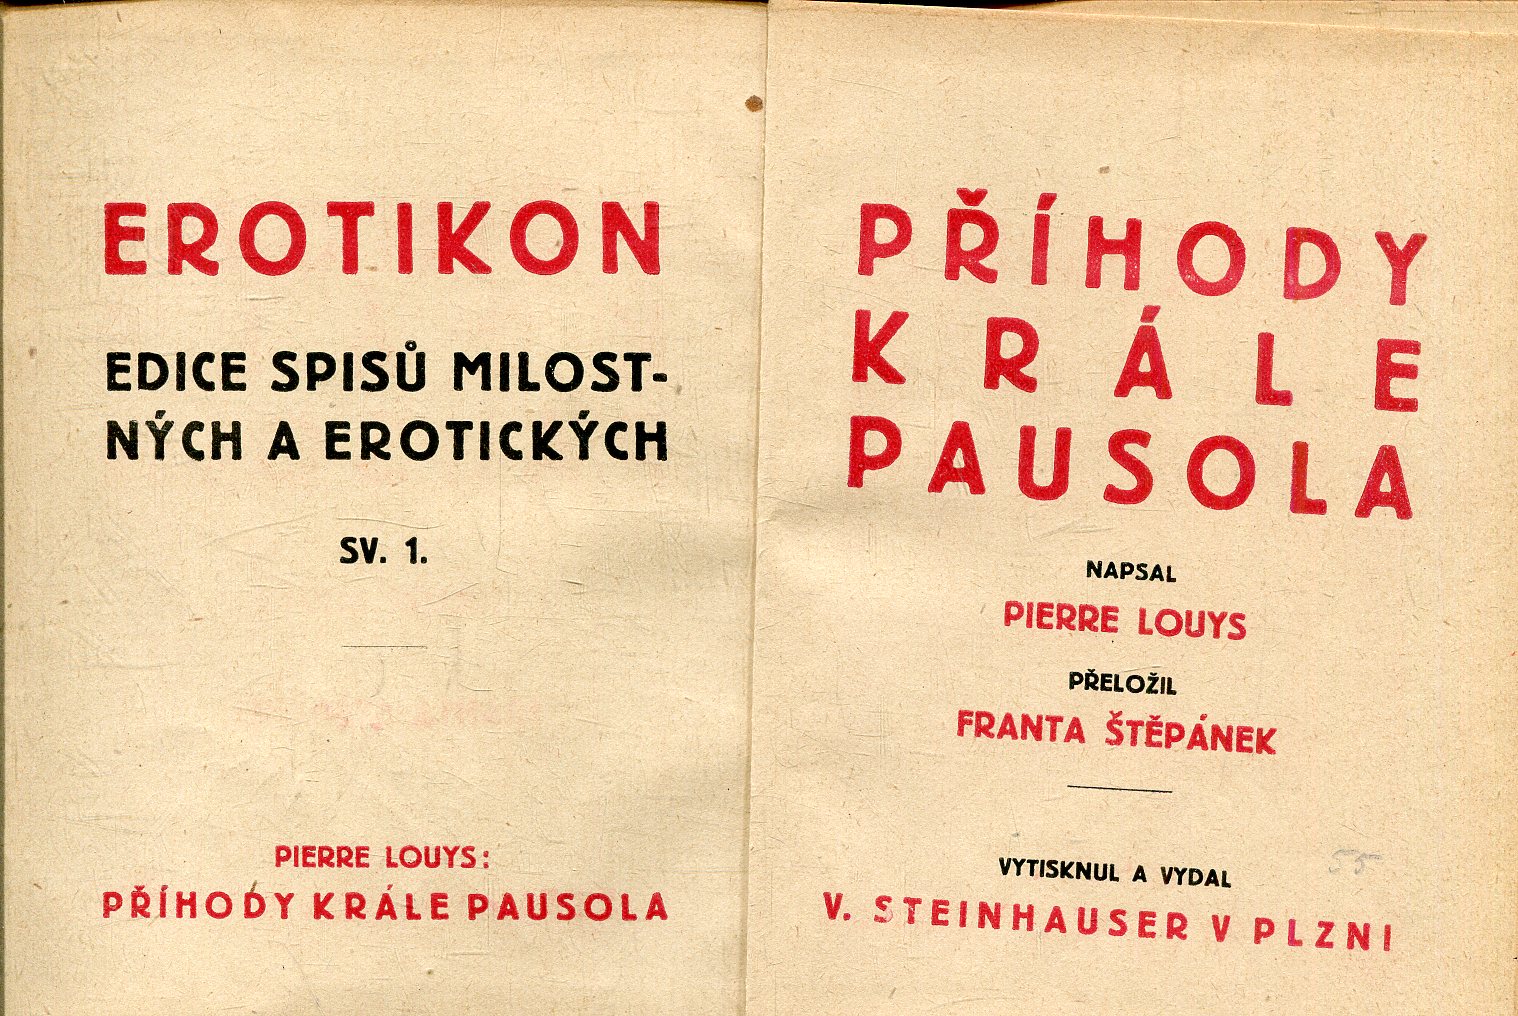 EROTIKON
EDICE SPISŮ MILOST-
NÝCH A EROTICKÝCH
SV. 1.
PIERRE LOUYS:
PŘÍHODY KRÁLE PAUSOLA
PŘÍHODY
KRÁLE
PAUSOLA
NAPSAL
PIERRE LOUYS
PŘELOŽIL
FRANTA ŠTĚPÁNEK
55
VYTISKNUL A VYDAL
V. STEINHAUSER V PLZNI